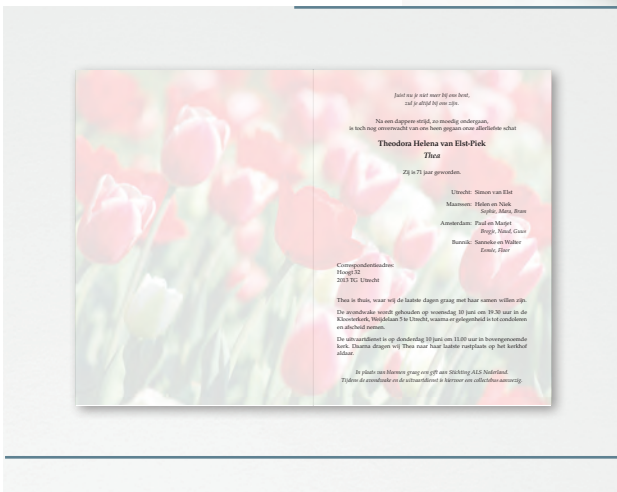 Juist nu je niet meer bij ons bent,
zul je altijd bij ons zijn.
Na een dappere strijd, zo moedig ondergaan,
is toch nog onverwacht van ons heen gegaan onze allerliefste schat
Theodora Helena van Elst-Piek
Thea
Zij is 71 jaar geworden.
Utrecht: Simon van Elst
Maarssen: Helen en Niek
Sophie, Mara, Bram
Amsterdam: Paul en Marjet
Brogje, Naud, Guus
Bunnik: Sanneke en Walter
Esmée, Fleer
Correspondentieadres:
Hoogt 32
2013 TG Utrecht
Thea is thuis, waar wij de laatste dagen graag met haar samen willen zijn.
De avondwake wordt gehouden op woensdag 10 juni om 19.30 uur in de
Kloosterkerk, Weijdelaan 5 te Utrecht, waarna er gelegenheid is tot condoleren
en afscheid nemen.
De uitvaartdienst is op donderdag 10 juni om 11.00 uur in bovengenoemde
kerk. Daarna dragen wij Thea naar haar laatste rustplaats op het kerkhof
aldaar.
In plaats van bloemen graag een gift aan Stichting ALS Nederland.
Tijdens de avondwake en de uitvaartdienst is hiervoor een collectebus aanwezig.